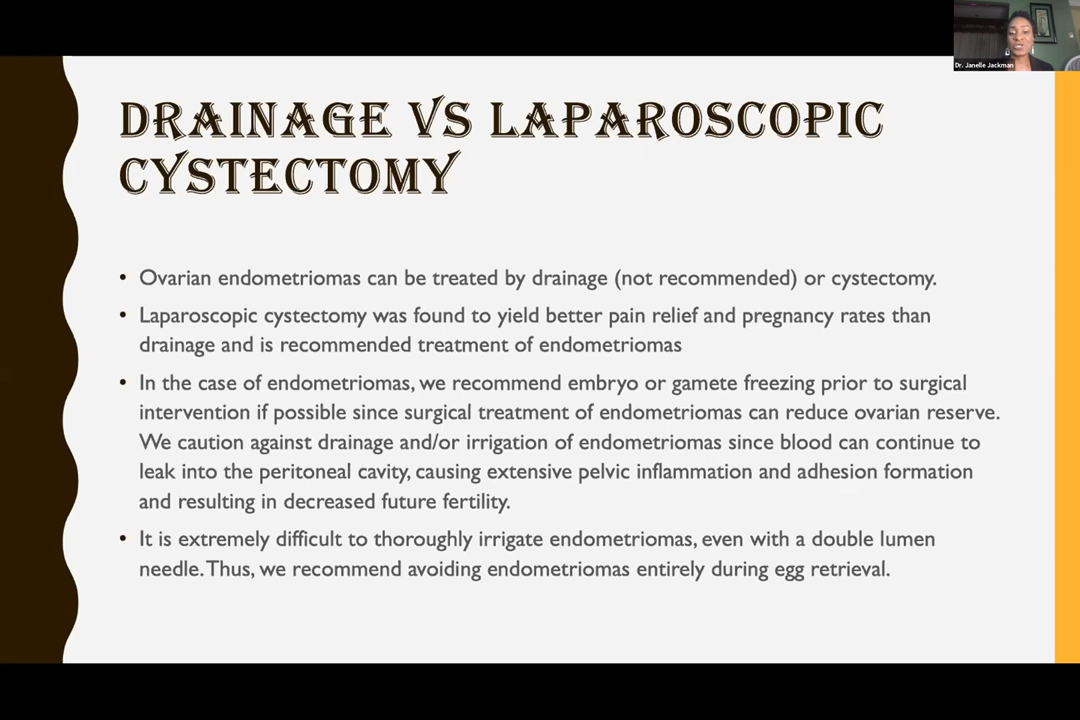 Dr. Janelle Jackman
DRAINAGE VS LAPAROSCOPIC
CYSTECTOMY
• Ovarian endometriomas can be treated by drainage (not recommended) or cystectomy.
• Laparoscopic cystectomy was found to yield better pain relief and pregnancy rates than
drainage and is recommended treatment of endometriomas
• In the case of endometriomas, we recommend embryo or gamete freezing prior to surgical
intervention if possible since surgical treatment of endometriomas can reduce ovarian reserve.
We caution against drainage and/or irrigation of endometriomas since blood can continue to
leak into the peritoneal cavity, causing extensive pelvic inflammation and adhesion formation
and resulting in decreased future fertility.
• It is extremely difficult to thoroughly irrigate endometriomas, even with a double lumen
needle. Thus, we recommend avoiding endometriomas entirely during egg retrieval.